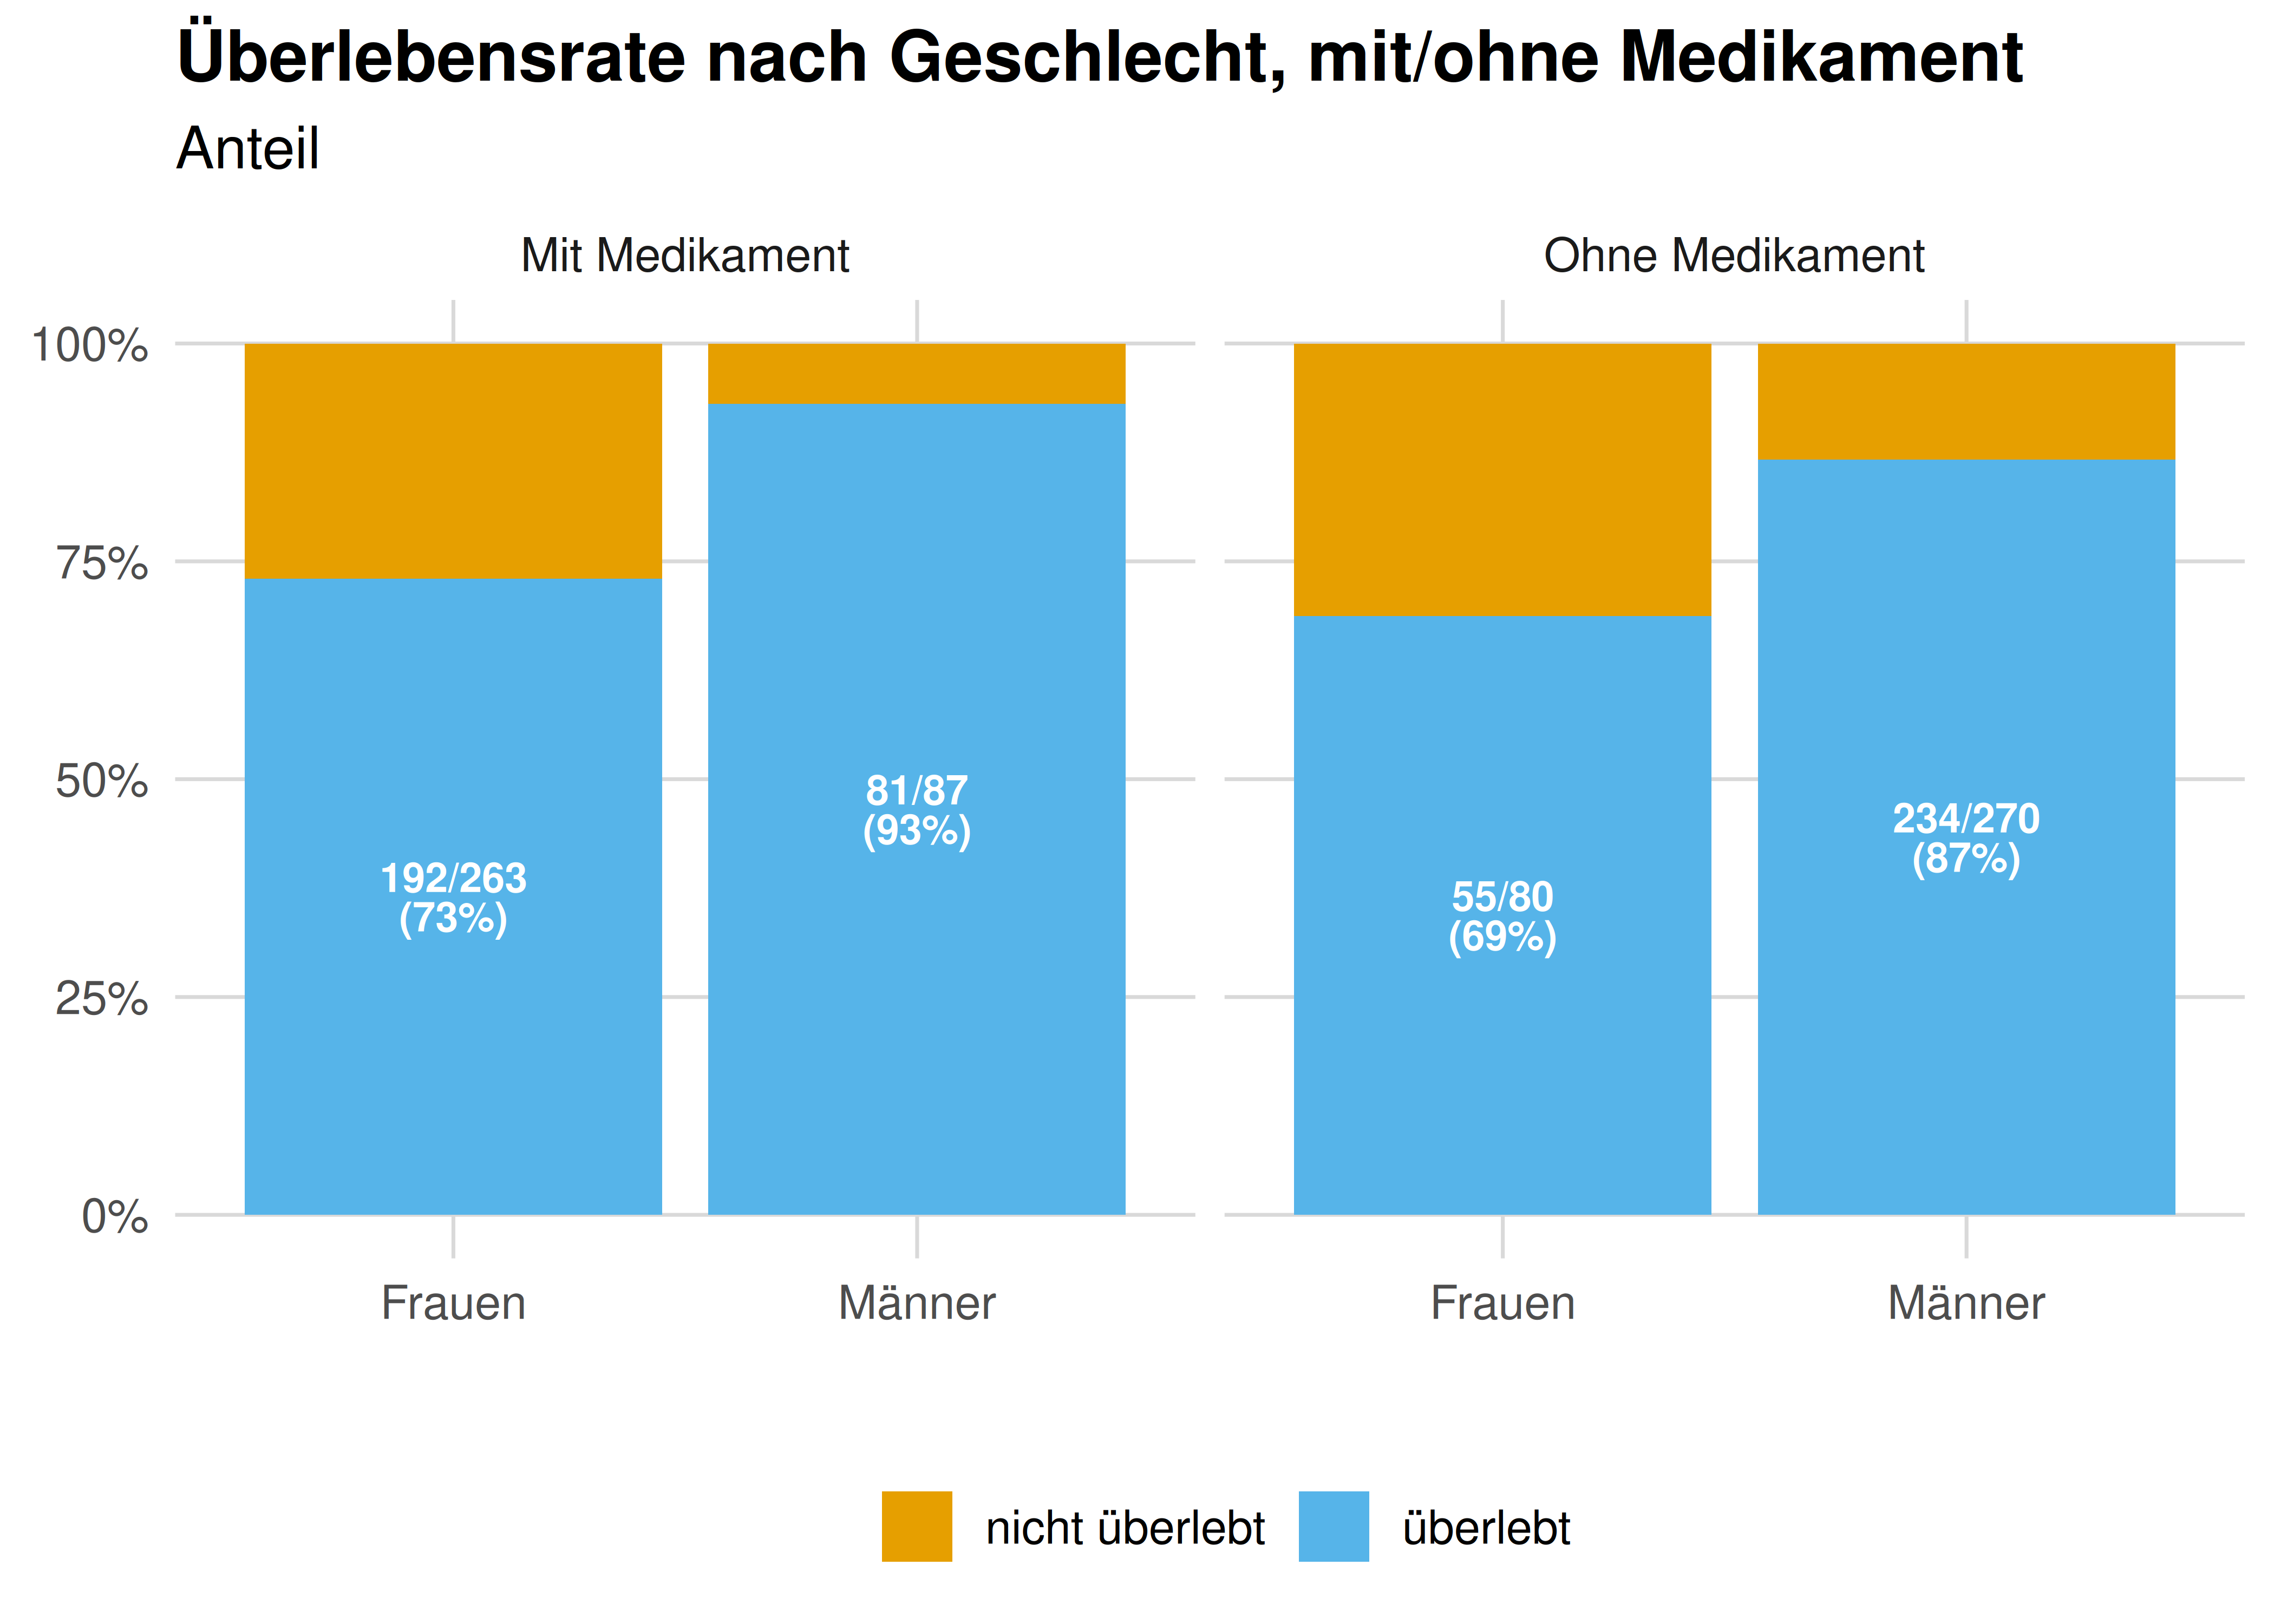 Überlebensrate nach Geschlecht, mit/ohne Medikament
Anteil
Mit Medikament
Ohne Medikament
100%
75%
50%
25%
0%
192/263
(73%)
81/87
(93%)
55/80
(69%)
234/270
(87%)
Frauen
Männer
Frauen
Männer
nicht überlebt
überlebt